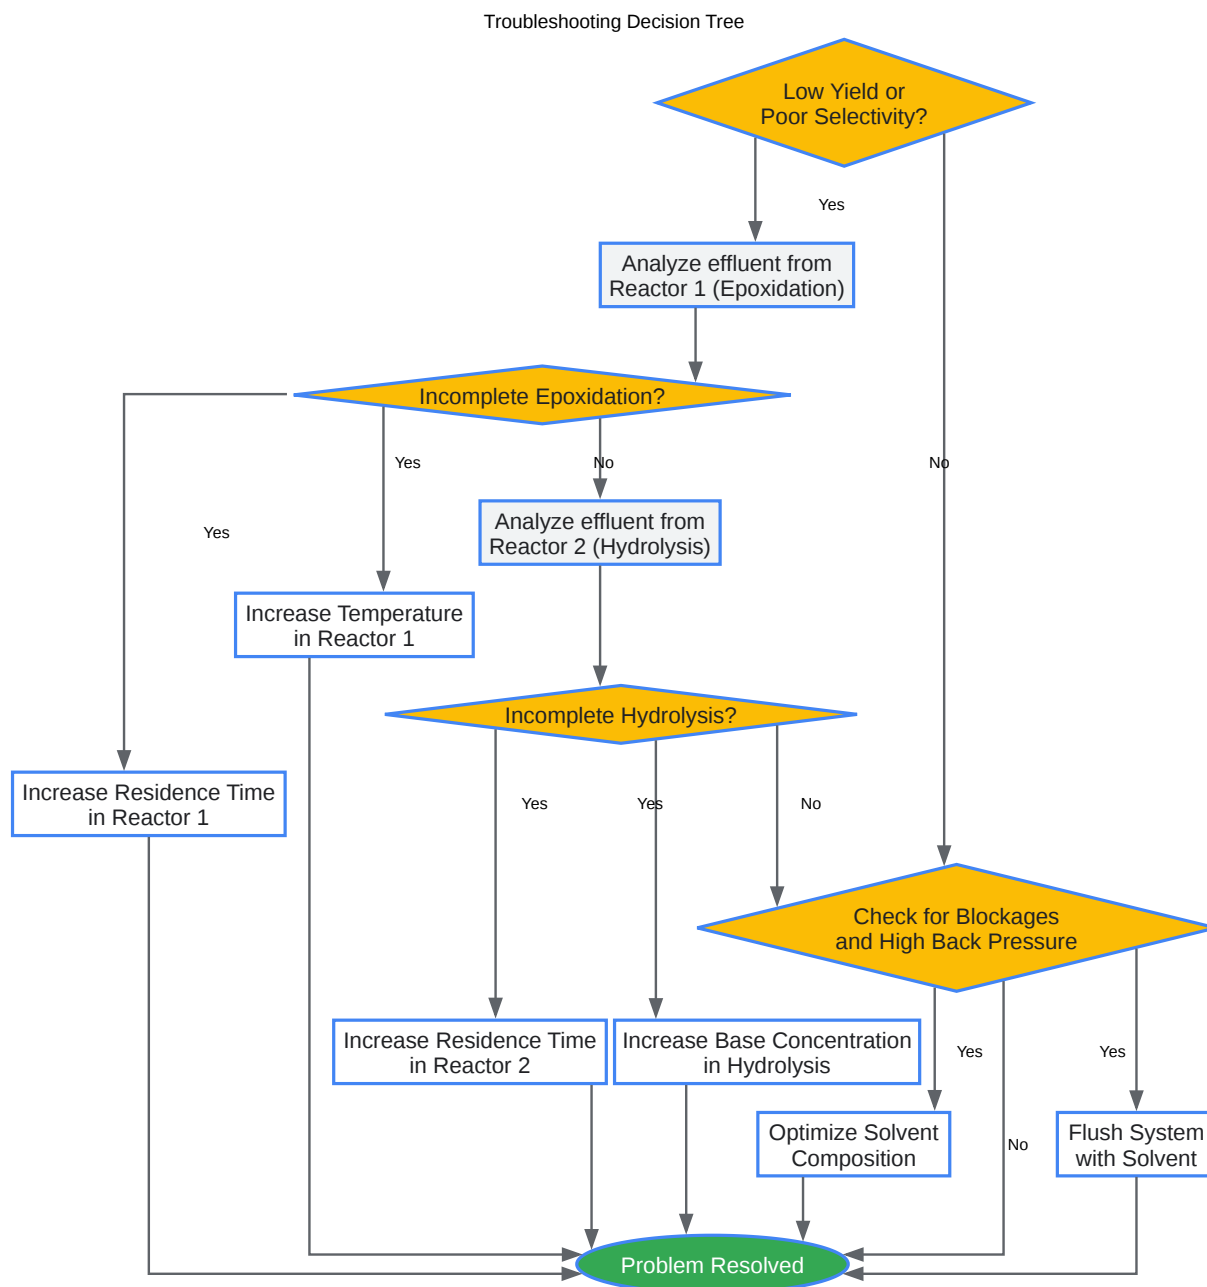 Troubleshooting Decision Tree
Low Yield or
Poor Selectivity?
Yes
Analyze effluent from
Reactor 1 (Epoxidation)
Incomplete Epoxidation?
Yes
No
No
Analyze effluent from
Reactor 2 (Hydrolysis)
Yes
Increase Temperature
in Reactor 1
Incomplete Hydrolysis?
Increase Residence Time
in Reactor 1
Yes
Yes
No
Check for Blockages
and High Back Pressure
Increase Residence Time
in Reactor 2
Increase Base Concentration
in Hydrolysis
Yes
Yes
Optimize Solvent
Composition
No
Flush System
with Solvent
Problem Resolved